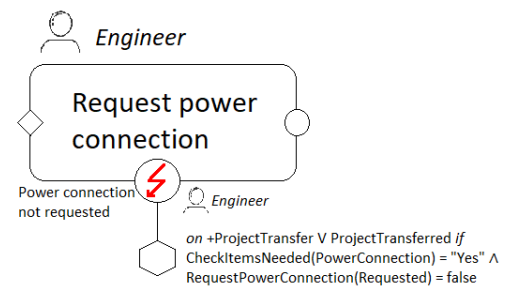 Engineer
Request power
connection
Power connection
not requested
Engineer
on +ProjectTransfer V ProjectTransferred if
CheckItemsNeeded(PowerConnection) = "Yes" ∧
RequestPowerConnection(Requested) = false